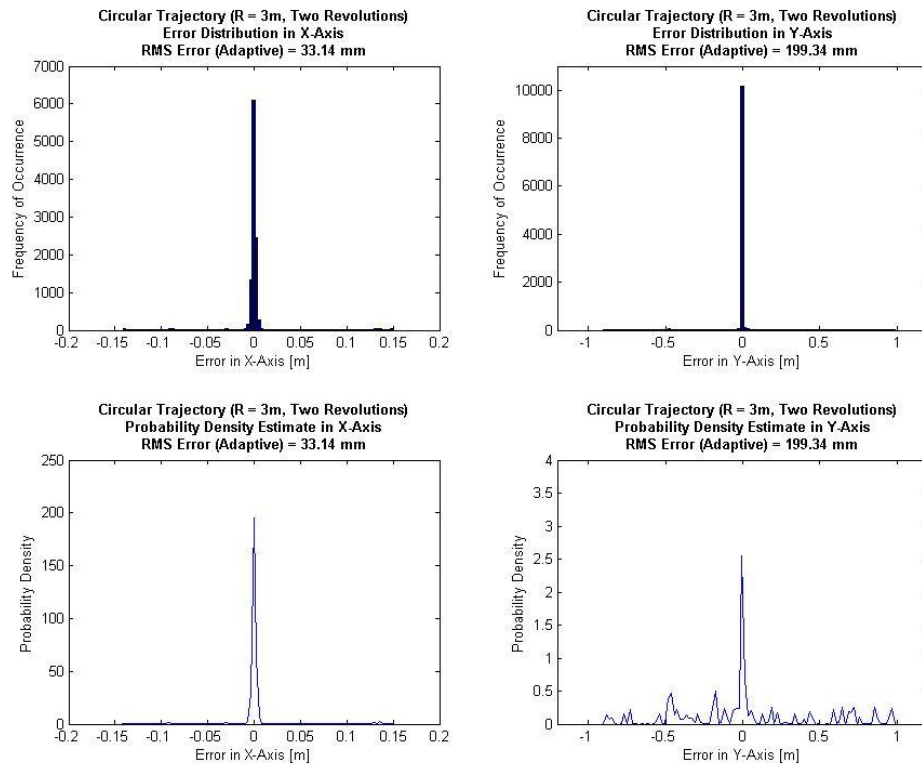 Circular Trajectory (R = 3m, Two Revolutions)
Error Distribution in X-Axis
RMS Error (Adaptive) = 33.14 mm
7000
6000
5000
4000
3000
2000
1000
0
Frequency of Occurrence
-0.2 -0.15 -0.1 -0.05 0 0.05 0.1 0.15 0.2
Error in X-Axis [m]
Circular Trajectory (R = 3m, Two Revolutions)
Error Distribution in Y-Axis
RMS Error (Adaptive) = 199.34 mm
10000
8000
6000
4000
2000
0
Frequency of Occurrence
-1 -0.5 0 0.5 1
Error in Y-Axis [m]
Circular Trajectory (R = 3m, Two Revolutions)
Probability Density Estimate in X-Axis
RMS Error (Adaptive) = 33.14 mm
250
200
150
100
50
0
Probability Density
-0.2 -0.15 -0.1 -0.05 0 0.05 0.1 0.15 0.2
Error in X-Axis [m]
Circular Trajectory (R = 3m, Two Revolutions)
Probability Density Estimate in Y-Axis
RMS Error (Adaptive) = 199.34 mm
4
3.5
3
2.5
2
1.5
1
0.5
0
Probability Density
-1 -0.5 0 0.5 1
Error in Y-Axis [m]